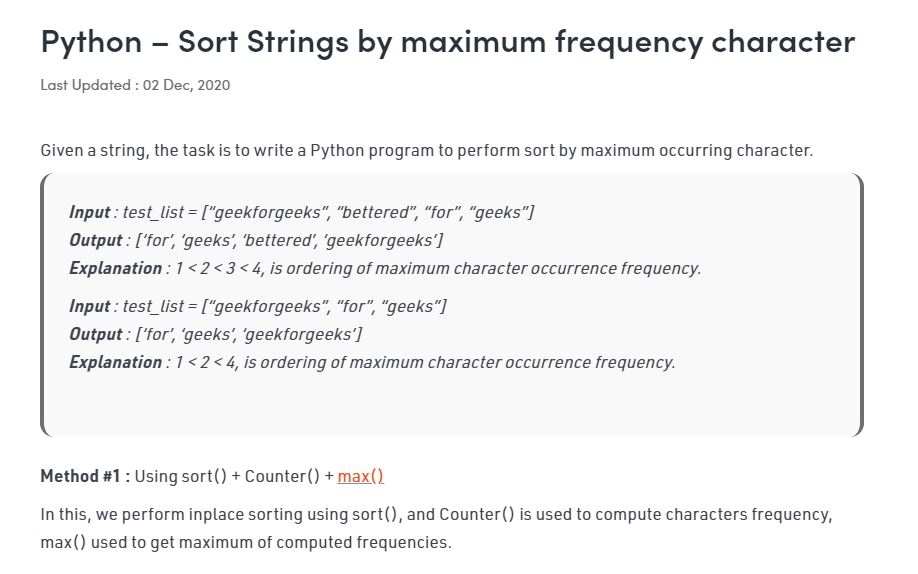 Python – Sort Strings by maximum frequency character
Last Updated : 02 Dec, 2020
Given a string, the task is to write a Python program to perform sort by maximum occurring character.
Input : test_list = [“geekforgeeks”, “bettered”, “for”, “geeks”]
Output : [‘for’, ‘geeks’, ‘bettered’, ‘geekforgeeks’]
Explanation : 1 < 2 < 3 < 4, is ordering of maximum character occurrence frequency.
Input : test_list = [“geekforgeeks”, “for”, “geeks”]
Output : [‘for’, ‘geeks’, ‘geekforgeeks’]
Explanation : 1 < 2 < 4, is ordering of maximum character occurrence frequency.
Method #1 : Using sort() + Counter() + max()
In this, we perform inplace sorting using sort(), and Counter() is used to compute characters frequency,
max() used to get maximum of computed frequencies.